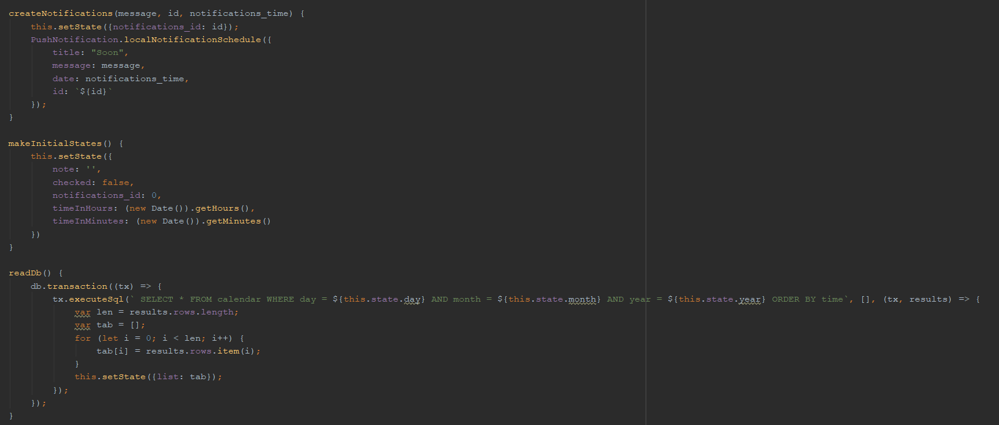 createNotifications(message, id, notifications_time) {
    this.setState({notifications_id: id});
    PushNotification.localNotificationSchedule({
        title: "Soon",
        message: message,
        date: notifications_time,
        id: `${id}`
    });
}

makeInitialStates() {
    this.setState({
        note: '',
        checked: false,
        notifications_id: 0,
        timeInHours: (new Date()).getHours(),
        timeInMinutes: (new Date()).getMinutes()
    })
}

readDb() {
    db.transaction((tx) => {
        tx.executeSql(` SELECT * FROM calendar WHERE day = ${this.state.day} AND month = ${this.state.month} AND year = ${this.state.year} ORDER BY time`, [], (tx, results) => {
            var len = results.rows.length;
            var tab = [];
            for (let i = 0; i < len; i++) {
                tab[i] = results.rows.item(i);
            }
            this.setState({list: tab});
        });
    });
}